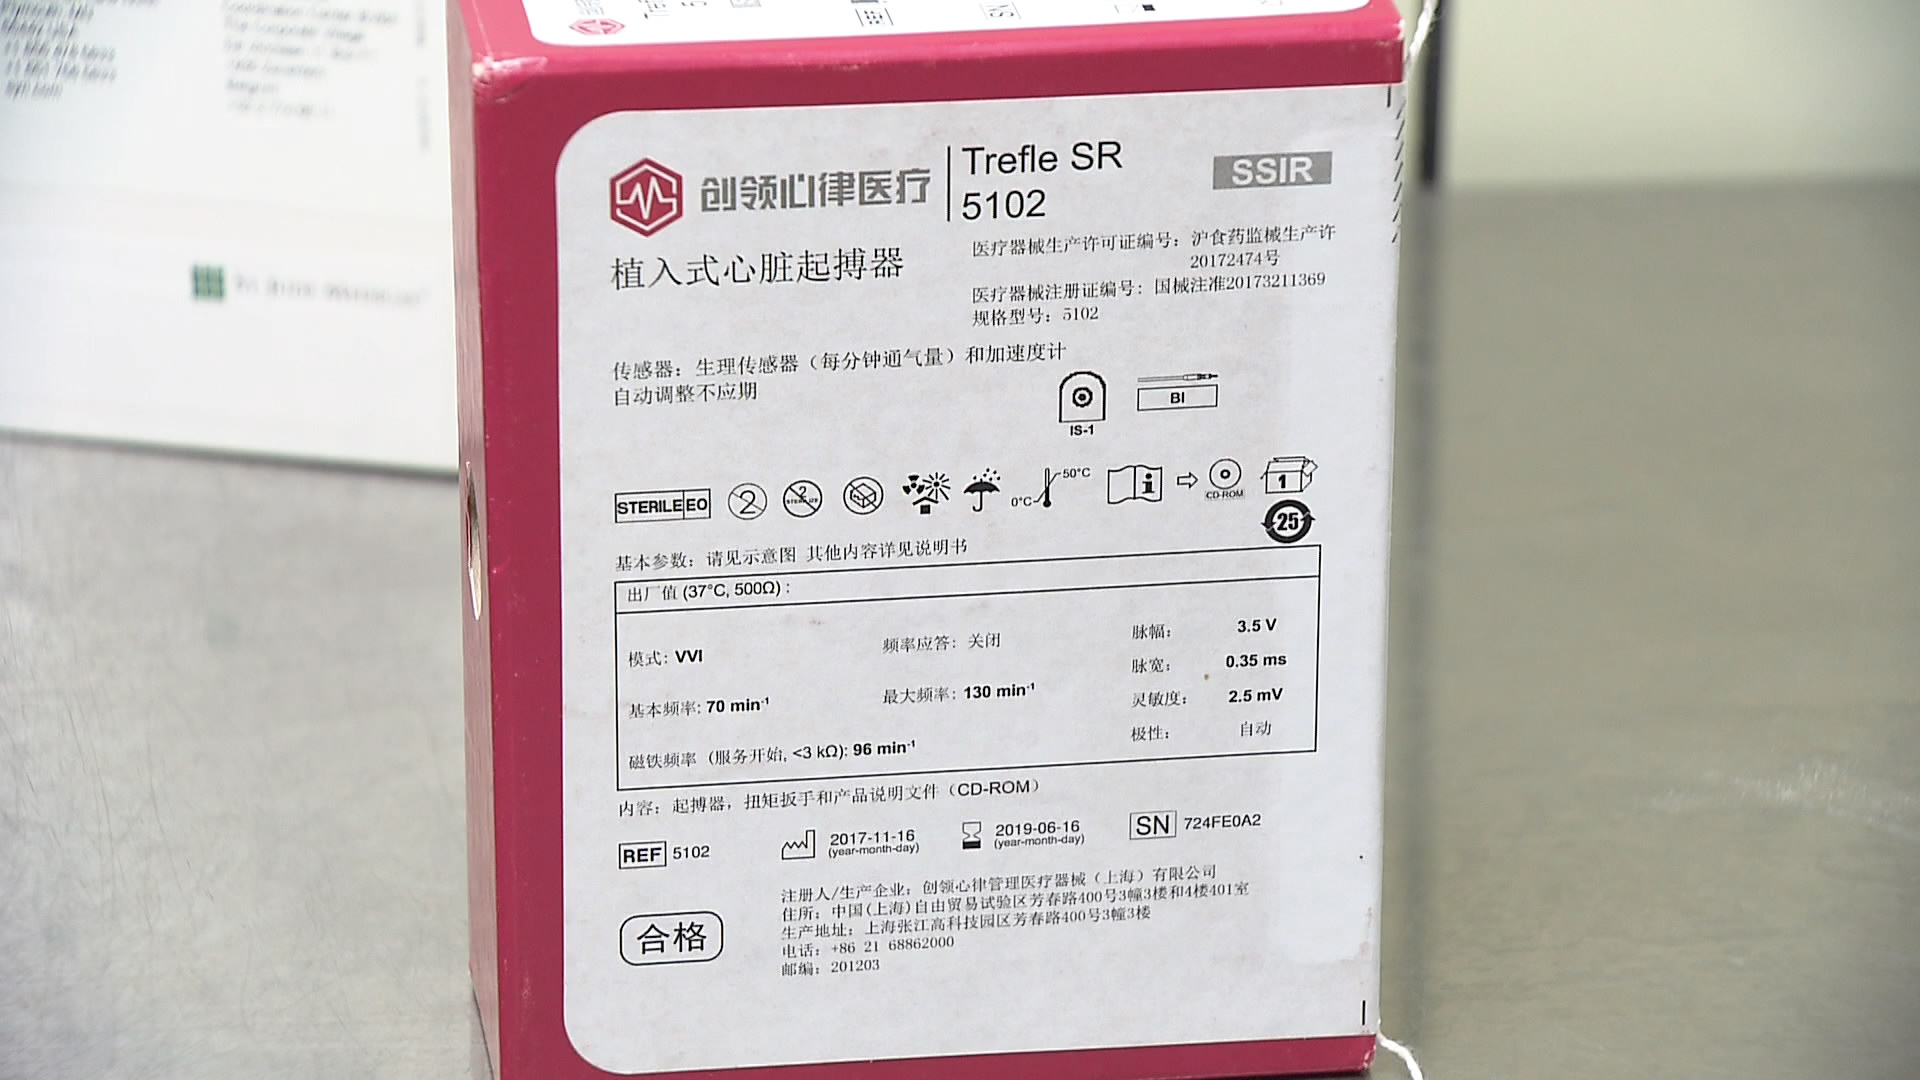 创领心律医疗
Trefle SR
5102
SSIR
植入式心脏起搏器
医疗器械生产许可证编号：沪食药监械生产许
20172474号
医疗器械注册证编号：国械注准20173211369
规格型号：5102
传感器：生理传感器（每分钟通气量）和加速度计
自动调整不应期
IS-1
BI
STERILE EO
2
2
0°C
50°C
i
CD-ROM
1
25
基本参数：请见示意图 其他内容详见说明书
出厂值 (37°C, 500Ω) :
模式: VVI
频率应答: 关闭
脉幅: 3.5 V
脉宽: 0.35 ms
基本频率: 70 min-1
最大频率: 130 min-1
灵敏度: 2.5 mV
极性: 自动
磁铁频率 (服务开始, <3 kΩ): 96 min-1
内容：起搏器，扭矩扳手和产品说明文件（CD-ROM）
REF 5102
2017-11-16
(year-month-day)
2019-06-16
(year-month-day)
SN 724FE0A2
合格
注册人/生产企业：创领心律管理医疗器械（上海）有限公司
住所：中国(上海)自由贸易试验区芳春路400号3幢3楼和4楼401室
生产地址：上海张江高科技园区芳春路400号3幢3楼
电话：+86 21 68862000
邮编：201203